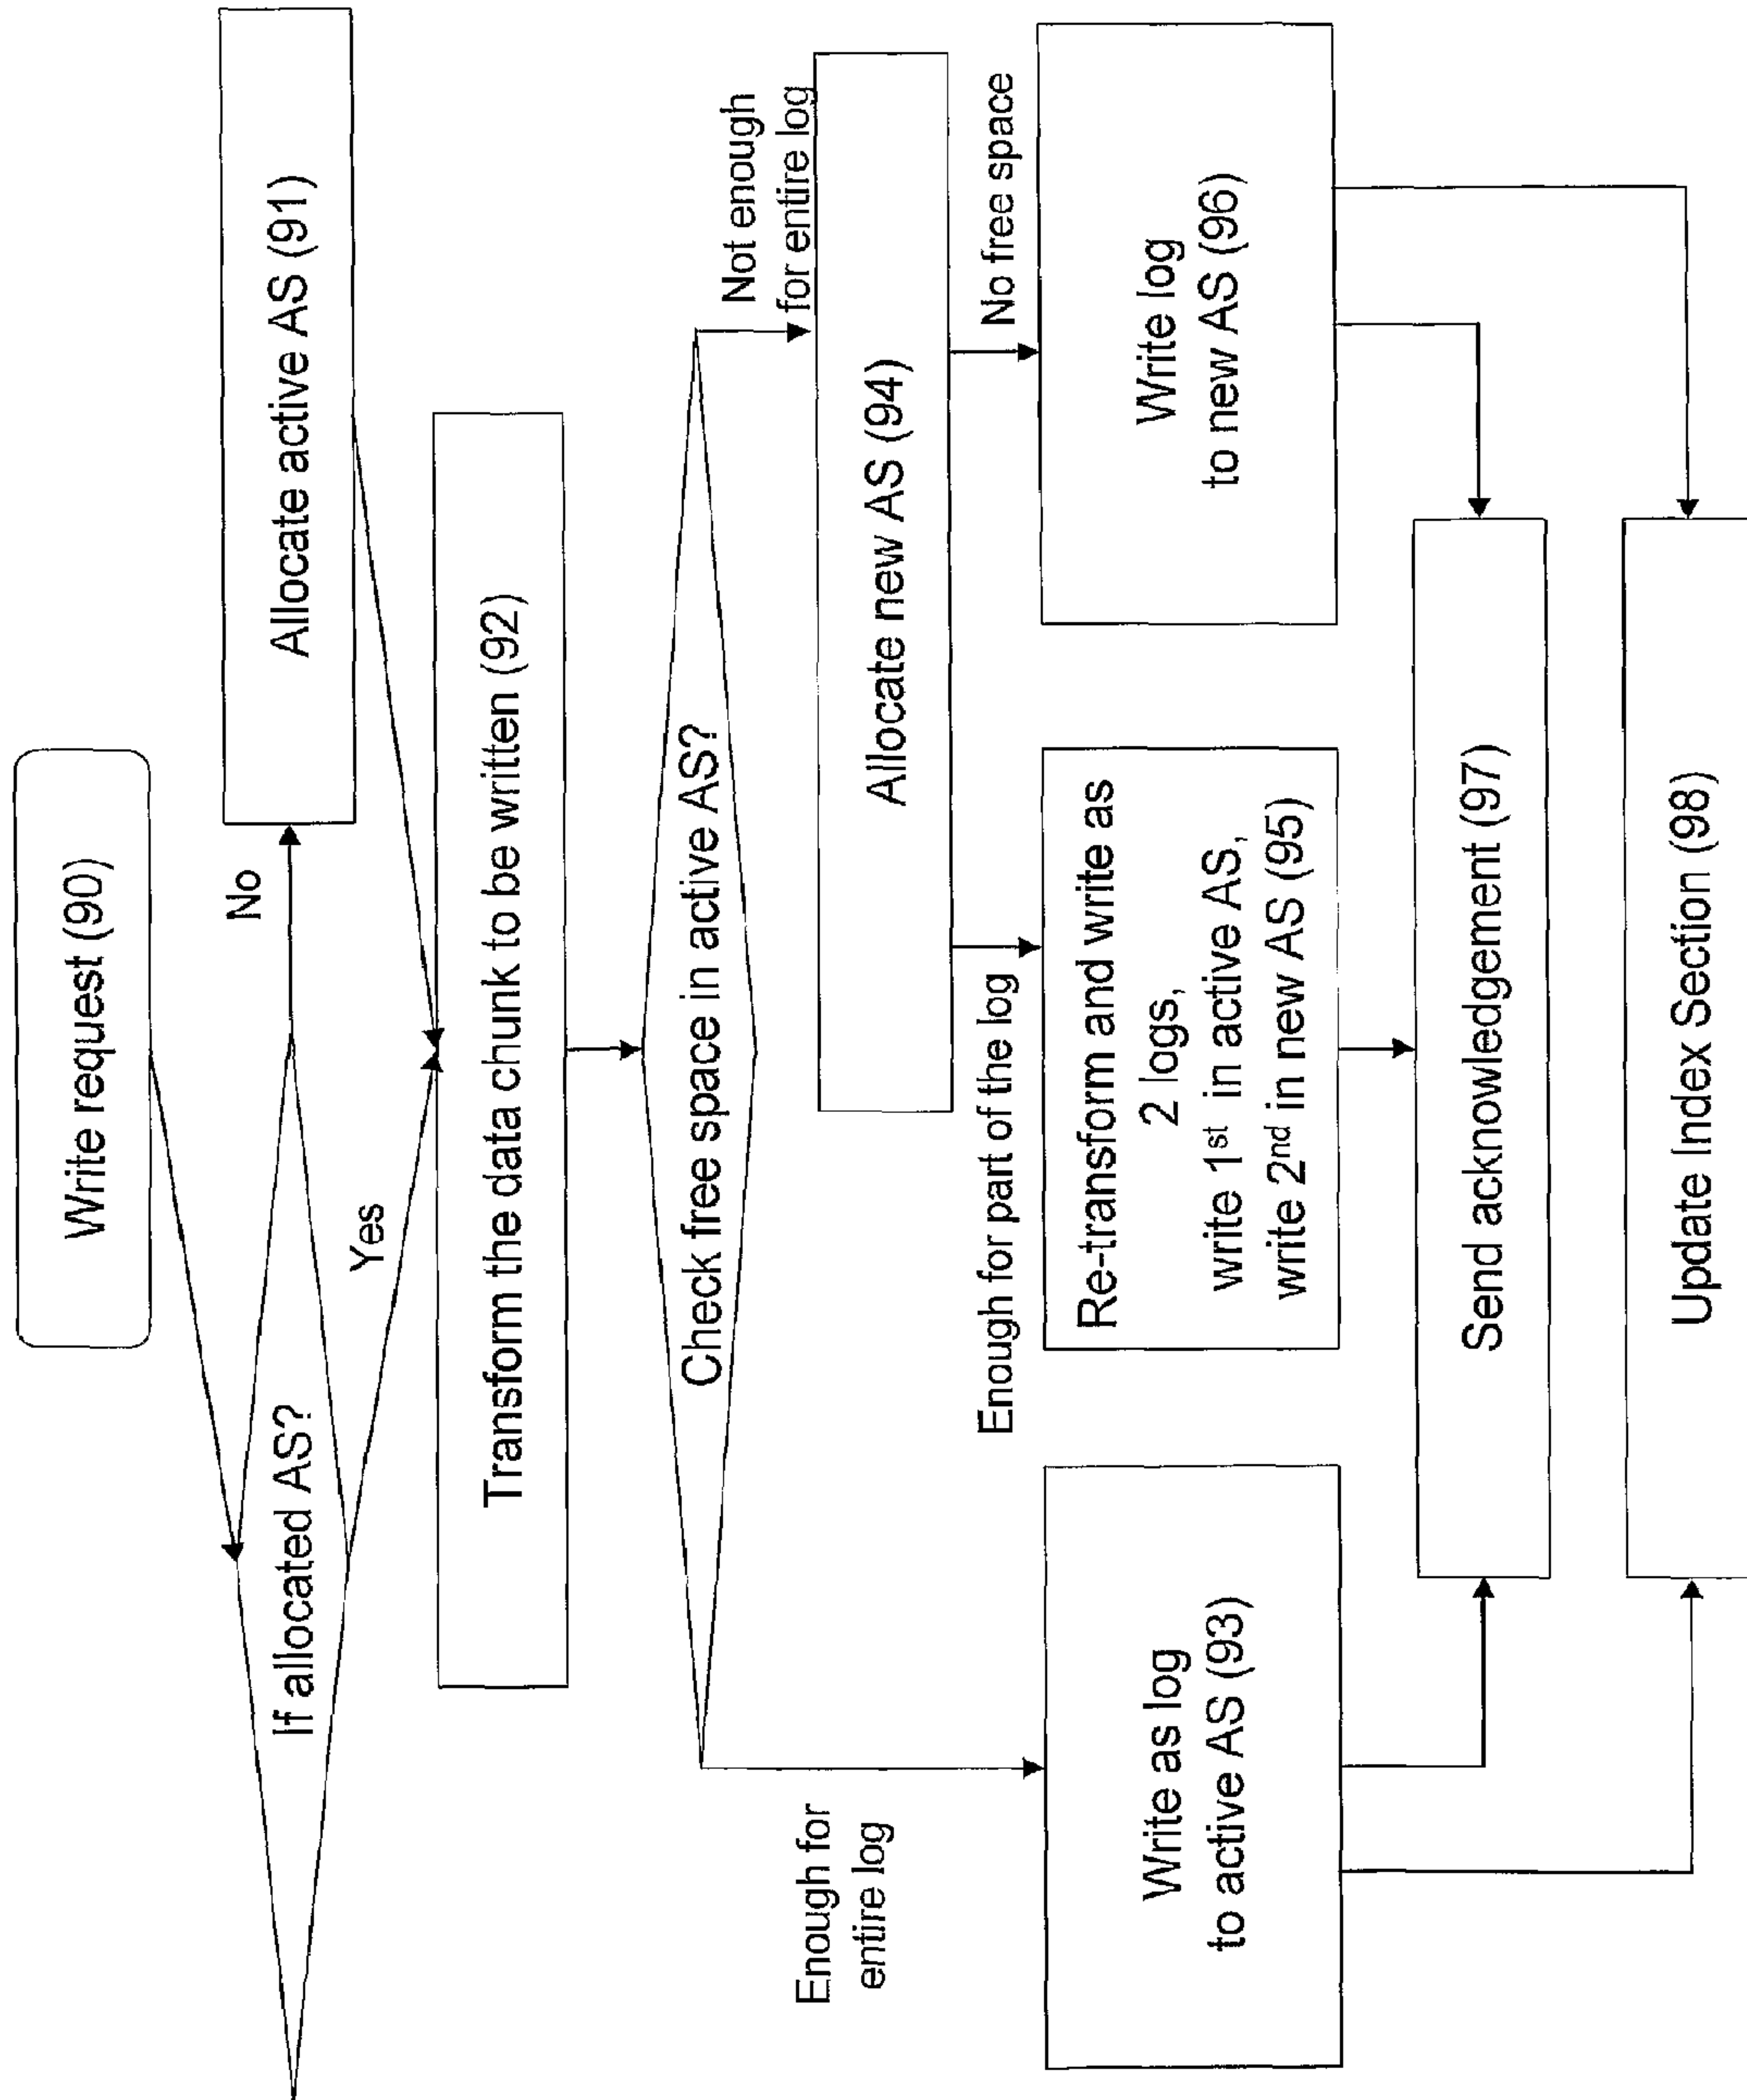 Write request (90)
If allocated AS?
No
Allocate active AS (91)
Yes
Transform the data chunk to be written (92)
Check free space in active AS?
Enough for
entire log
Not enough
for entire log
Allocate new AS (94)
Enough for part of the log
No free space
Write as log
to active AS (93)
Re-transform and write as
2 logs,
write 1st in active AS,
write 2nd in new AS (95)
Write log
to new AS (96)
Send acknowledgement (97)
Update Index Section (98)